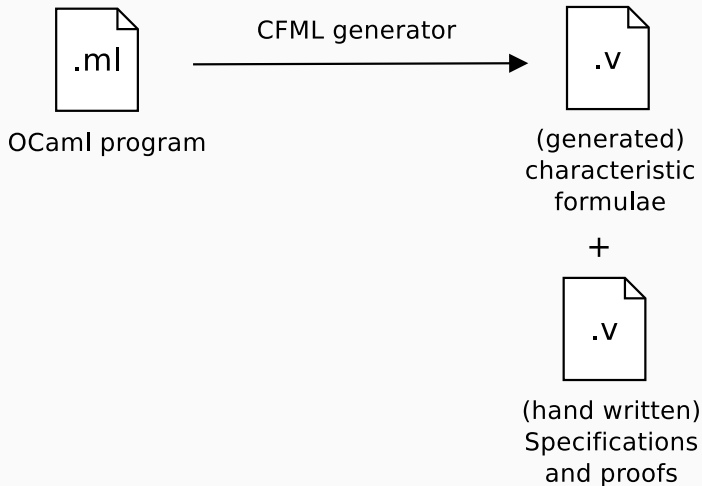 CFML generator
.ml
.v
OCaml program
(generated)
characteristic
formulae
+
.v
(hand written)
Specifications
and proofs